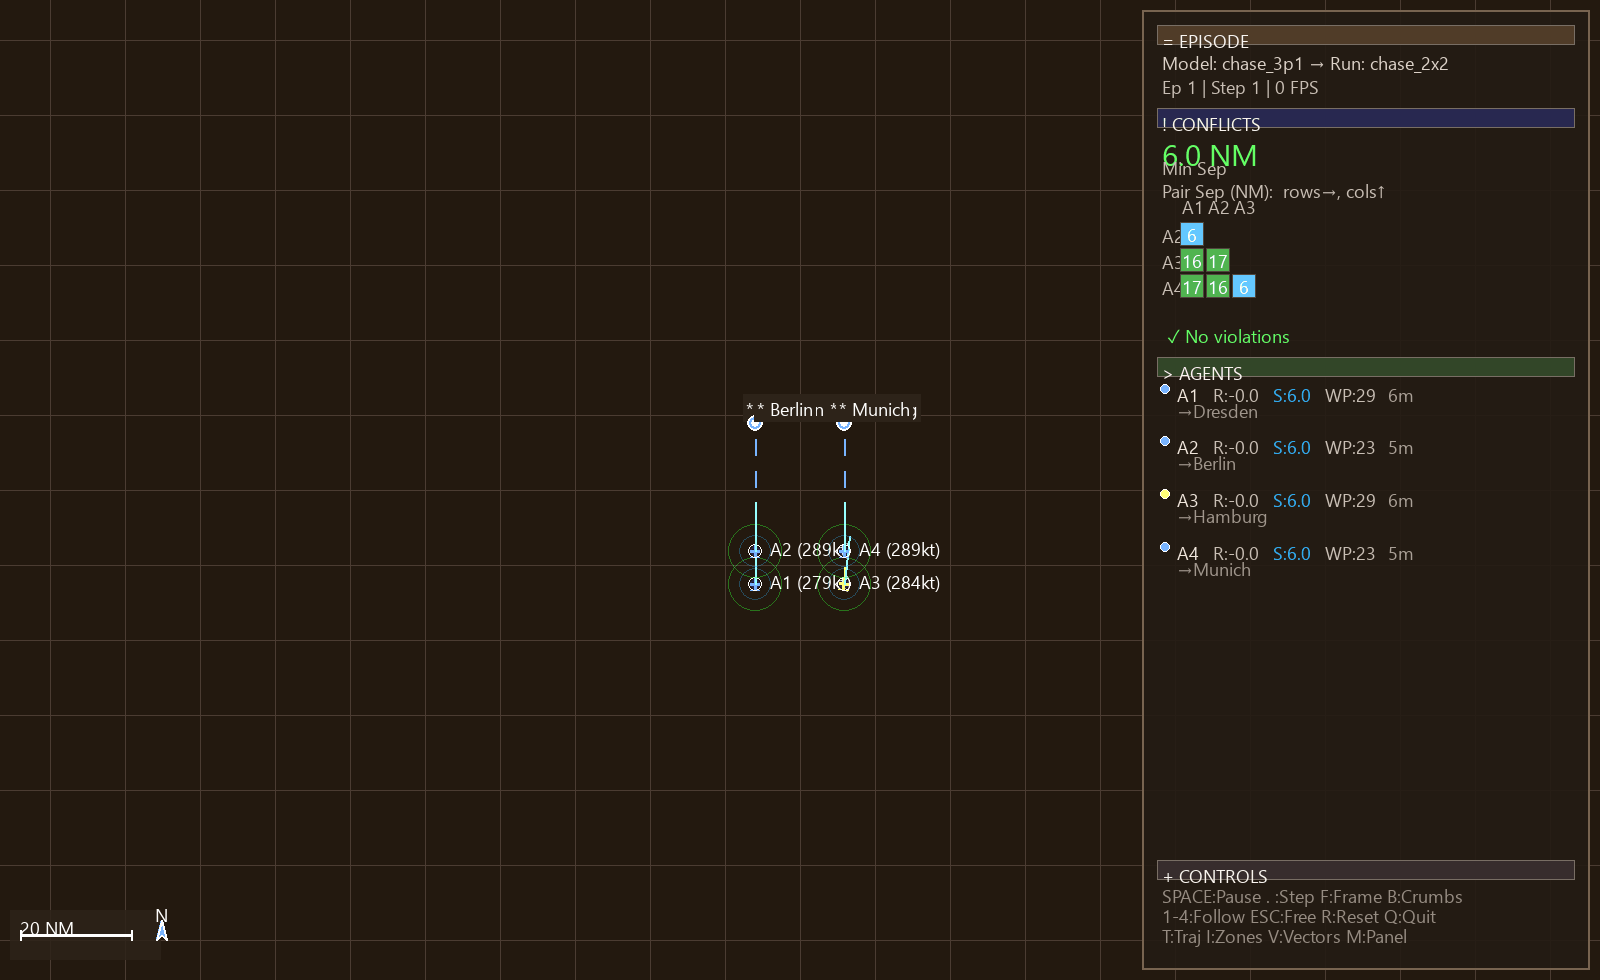 = EPISODE
Model: chase_3p1 → Run: chase_2x2
Ep 1 | Step 1 | 0 FPS
! CONFLICTS
6.0 NM
Min Sep
Pair Sep (NM): rows→, cols↑
A1 A2 A3
A2 6
A3 16 17
A4 17 16 6
✓ No violations
> AGENTS
A1 R:-0.0 S:6.0 WP:29 6m
→Dresden
A2 R:-0.0 S:6.0 WP:23 5m
→Berlin
A3 R:-0.0 S:6.0 WP:29 6m
→Hamburg
A4 R:-0.0 S:6.0 WP:23 5m
→Munich
** Berlin
** Munich
A2 (289k
A4 (289kt)
A1 (279k
A3 (284kt)
+ CONTROLS
SPACE:Pause . :Step F:Frame B:Crumbs
1-4:Follow ESC:Free R:Reset Q:Quit
T:Traj I:Zones V:Vectors M:Panel
20 NM
N